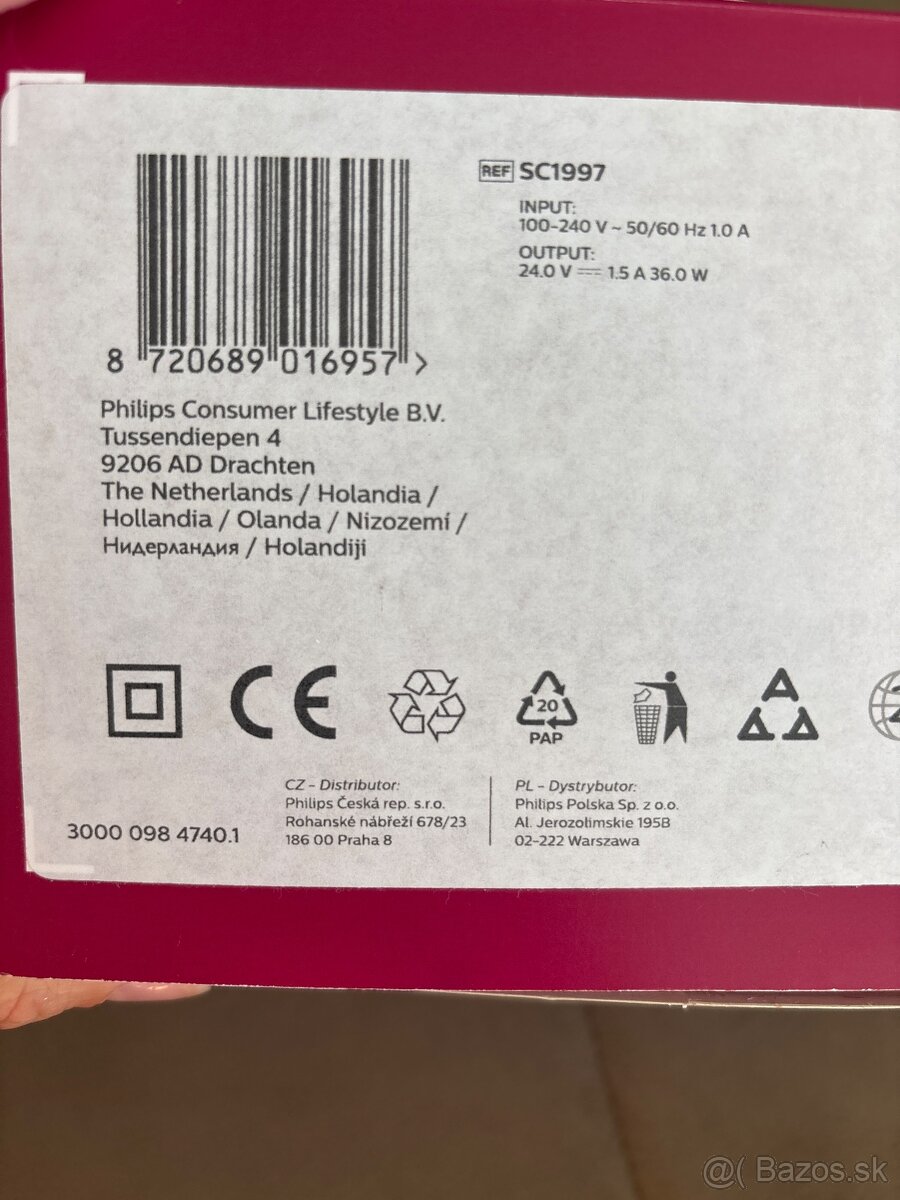 REF SC1997
INPUT:
100-240 V ~ 50/60 Hz 1.0 A
OUTPUT:
24.0 V ⎓ 1.5 A 36.0 W
8 720689 016957 >
Philips Consumer Lifestyle B.V.
Tussendiepen 4
9206 AD Drachten
The Netherlands / Holandia /
Hollandia / Olanda / Nizozemí /
Нидерландия / Holandiji
CE
20
PAP
3000 098 4740.1
CZ - Distributor:
Philips Česká rep. s.r.o.
Rohanské nábřeží 678/23
186 00 Praha 8
PL - Dystrybutor:
Philips Polska Sp. z o.o.
Al. Jerozolimskie 195B
02-222 Warszawa
@( Bazos.sk